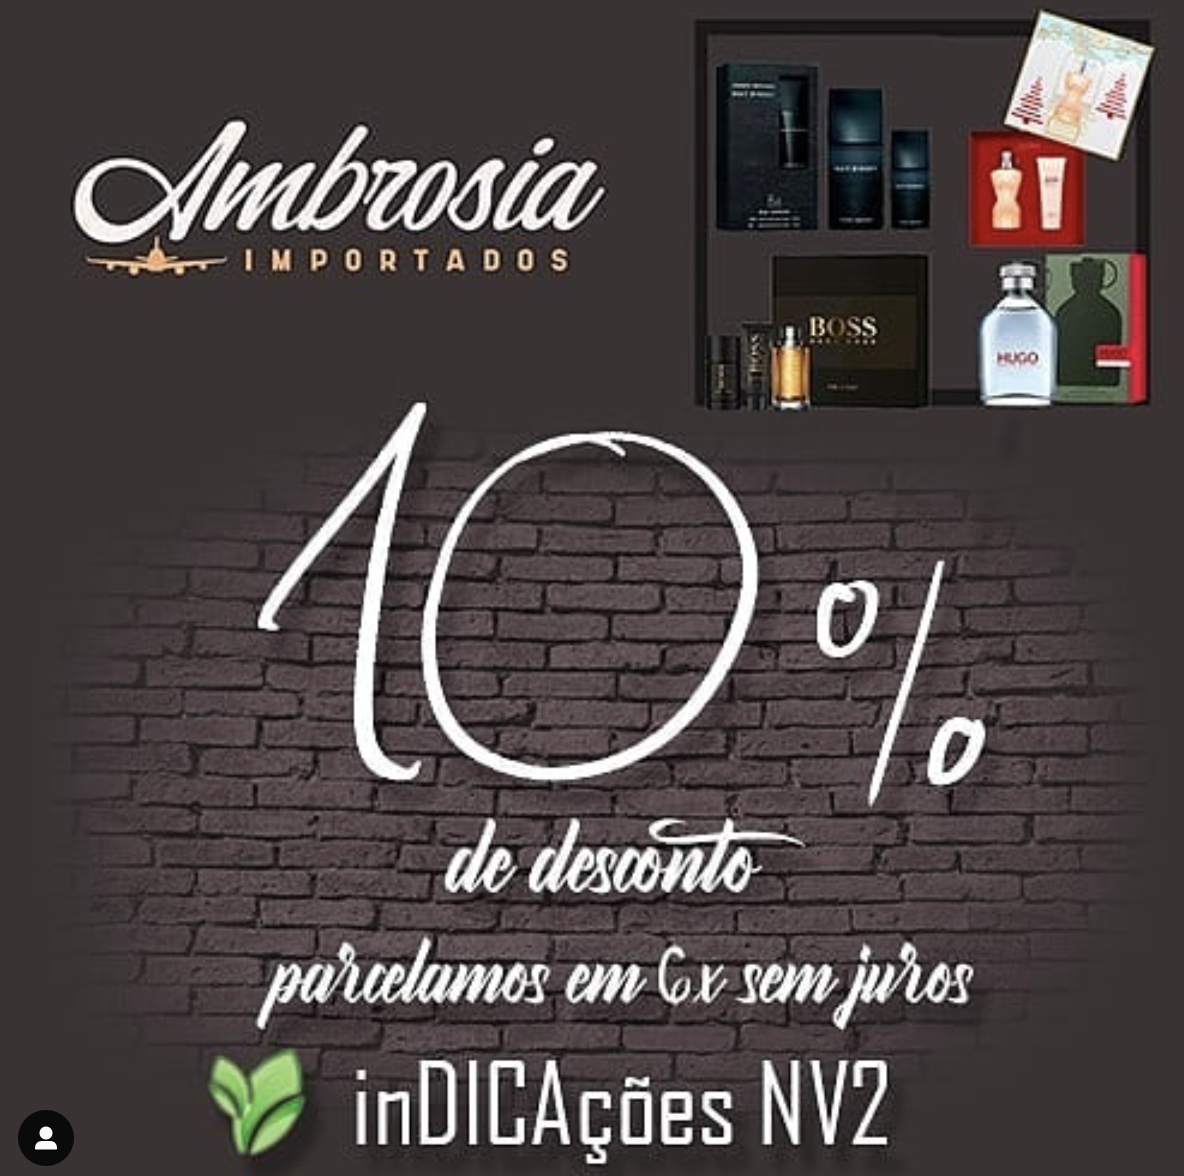 Ambrosia
IMPORTADOS
BOSS
HUGO
10%
de desconto
parcelamos em 6x sem juros
inDICAções NV2